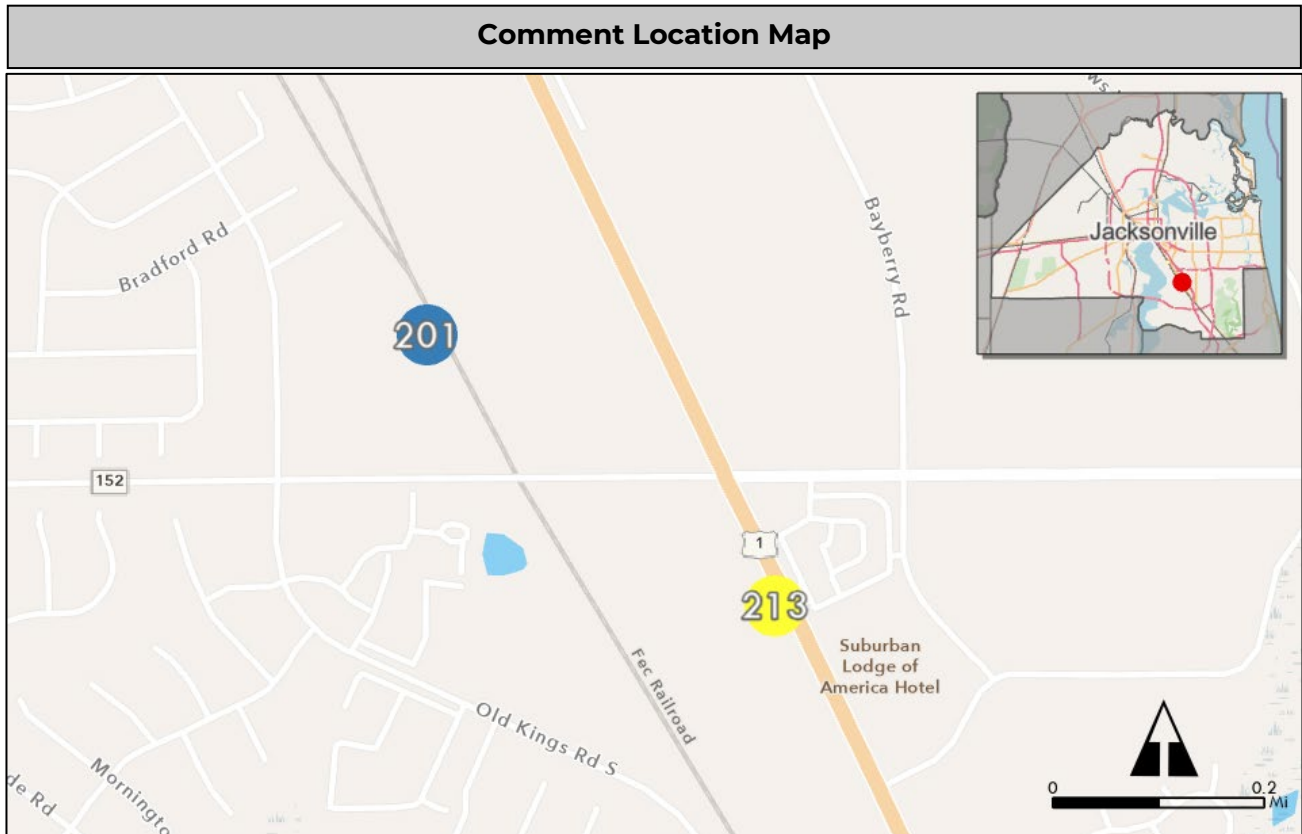 Comment Location Map
Jacksonville
Bradford Rd
Bayberry Rd
201
152
1
213
Suburban
Lodge of
America Hotel
Fec Railroad
Old Kings Rd S
Mornington
de Rd
0
0.2
Mi